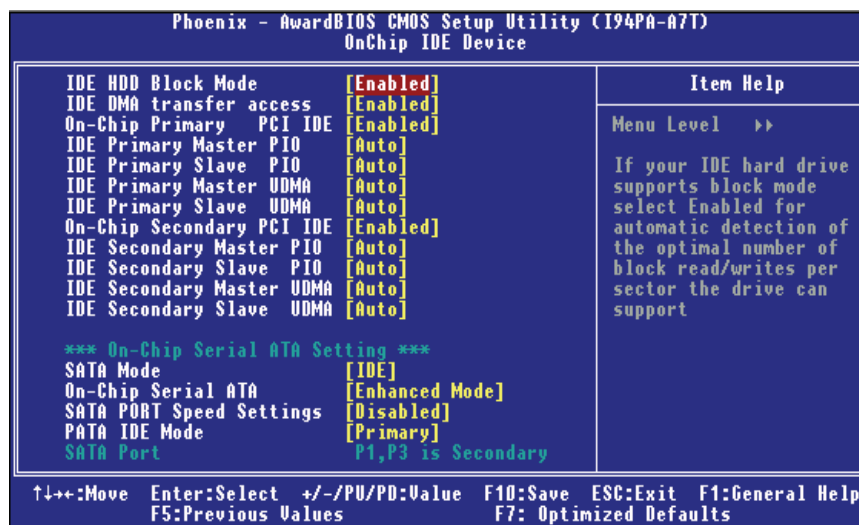 Phoenix - AwardBIOS CMOS Setup Utility (I94PA-A7T)
OnChip IDE Device
IDE HDD Block Mode [Enabled]
IDE DMA transfer access [Enabled]
On-Chip Primary PCI IDE [Enabled]
IDE Primary Master PIO [Auto]
IDE Primary Slave PIO [Auto]
IDE Primary Master UDMA [Auto]
IDE Primary Slave UDMA [Auto]
On-Chip Secondary PCI IDE [Enabled]
IDE Secondary Master PIO [Auto]
IDE Secondary Slave PIO [Auto]
IDE Secondary Master UDMA [Auto]
IDE Secondary Slave UDMA [Auto]
*** On-Chip Serial ATA Setting ***
SATA Mode [IDE]
On-Chip Serial ATA [Enhanced Mode]
SATA PORT Speed Settings [Disabled]
PATA IDE Mode [Primary]
SATA Port P1,P3 is Secondary
Item Help
Menu Level ▸▸
If your IDE hard drive
supports block mode
select Enabled for
automatic detection of
the optimal number of
block read/writes per
sector the drive can
support
↑↓→←:Move Enter:Select +/-/PU/PD:Value F10:Save ESC:Exit F1:General Help
F5:Previous Values F7: Optimized Defaults